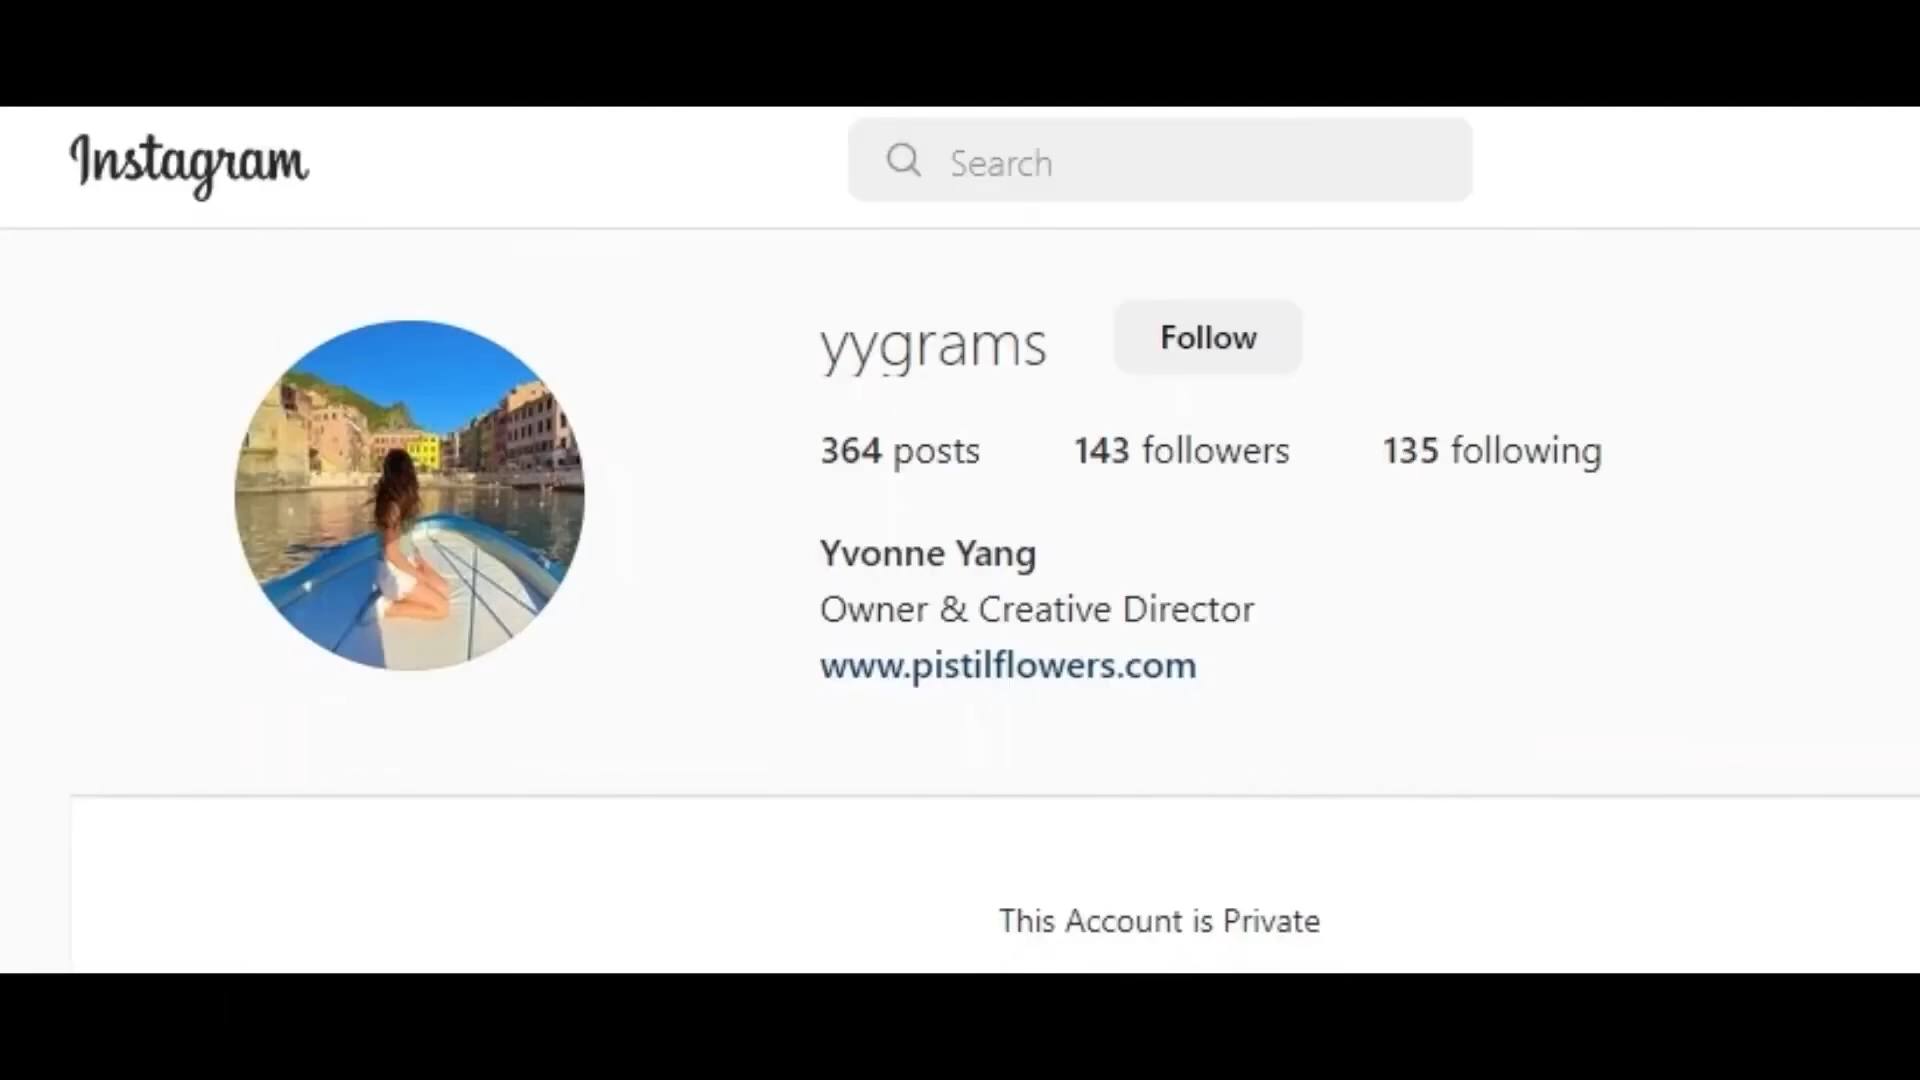 Instagram
Search
yygrams Follow
364 posts 143 followers 135 following
Yvonne Yang
Owner & Creative Director
www.pistilflowers.com
This Account is Private